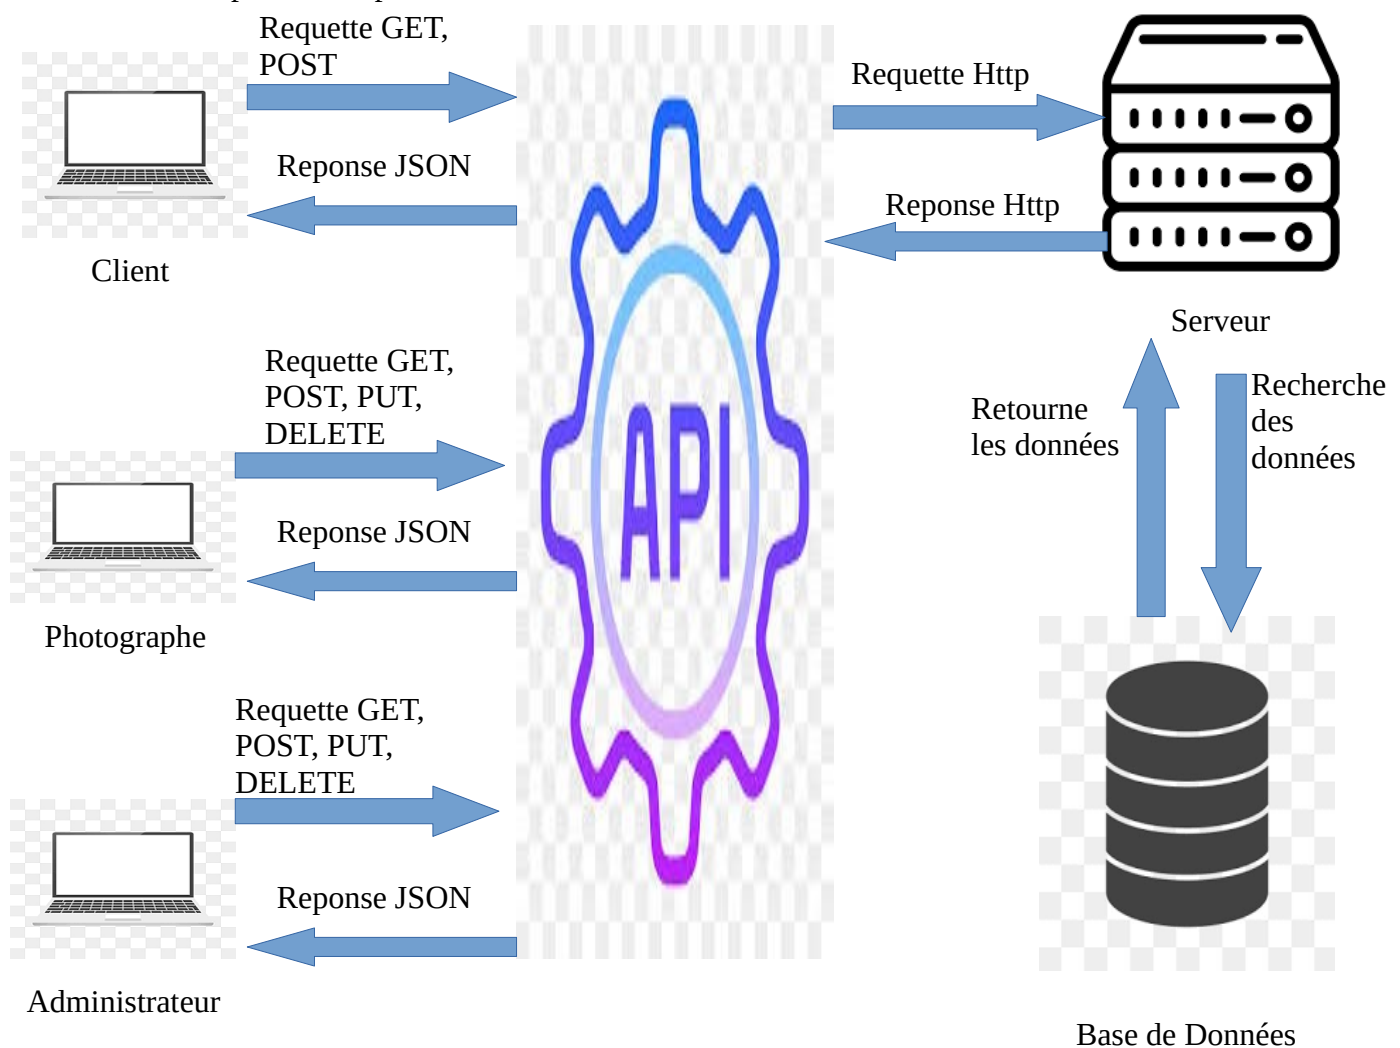 Requette GET,
POST
Reponse JSON
Client
Requette GET,
POST, PUT,
DELETE
Reponse JSON
Photographe
Requette GET,
POST, PUT,
DELETE
Reponse JSON
Administrateur
API
Requette Http
Reponse Http
Serveur
Retourne
les données
Recherche
des
données
Base de Données